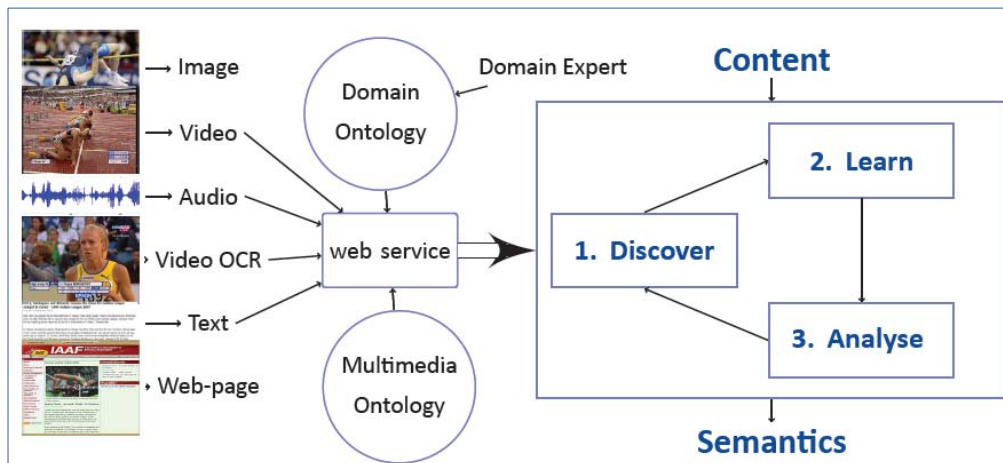 Image
Video
Audio
Video OCR
Text
Web-page
Domain
Ontology
Domain Expert
web service
Multimedia
Ontology
Content
1. Discover
2. Learn
3. Analyse
Semantics
IAAF